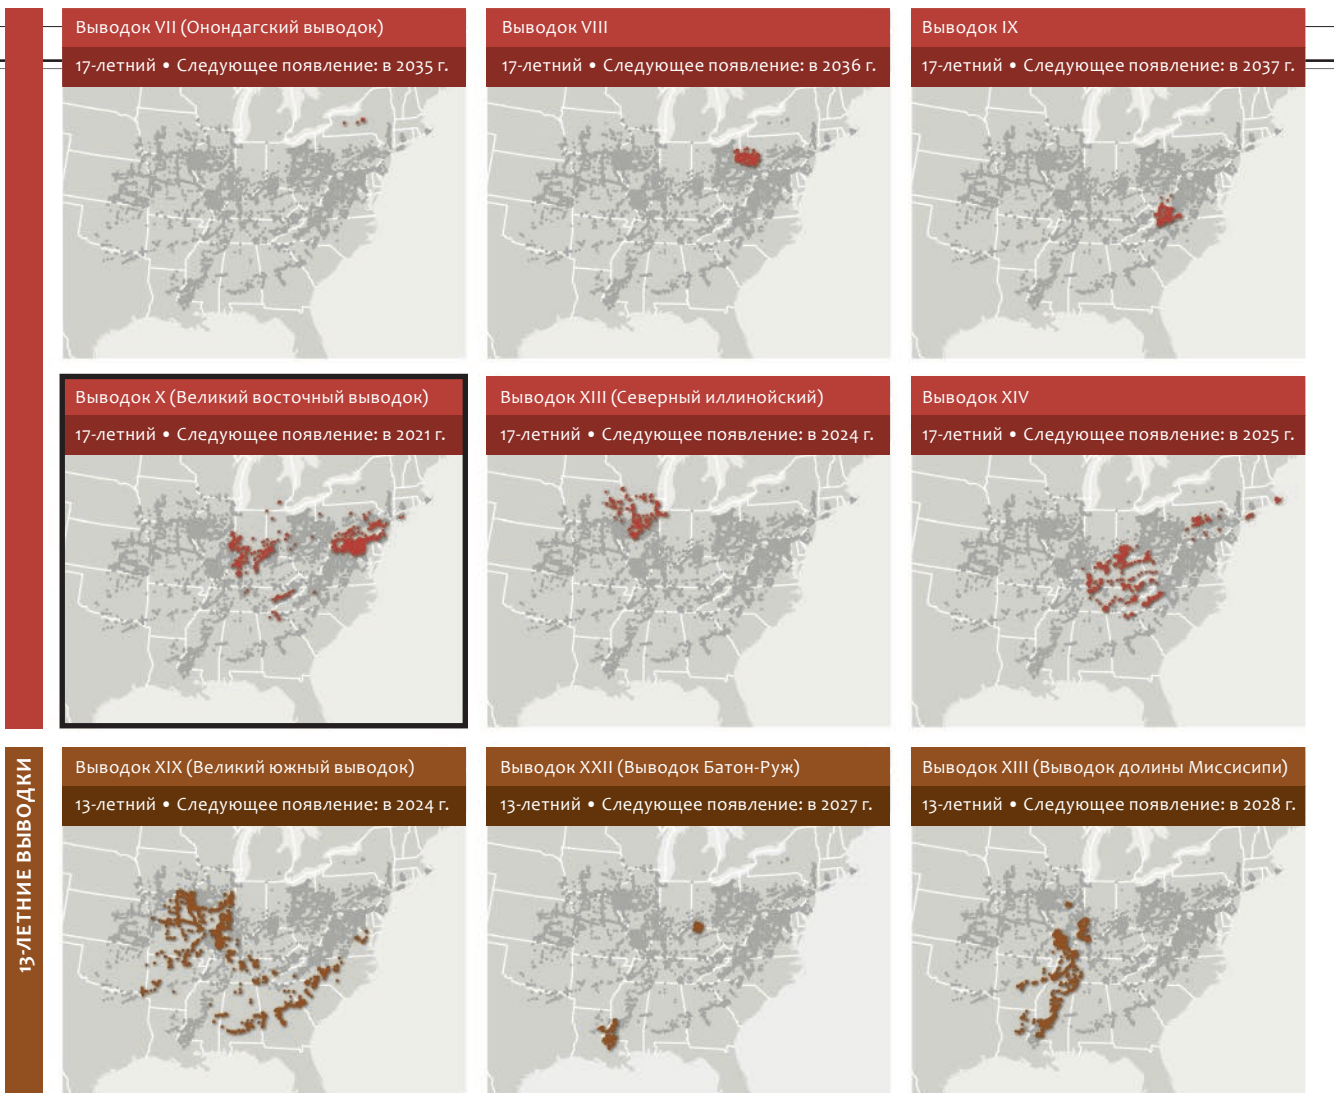 Выводок VII (Онондагский выводок)
17-летний • Следующее появление: в 2035 г.
Выводок VIII
17-летний • Следующее появление: в 2036 г.
Выводок IX
17-летний • Следующее появление: в 2037 г.
Выводок X (Великий восточный выводок)
17-летний • Следующее появление: в 2021 г.
Выводок XIII (Северный иллинойский)
17-летний • Следующее появление: в 2024 г.
Выводок XIV
17-летний • Следующее появление: в 2025 г.
13-ЛЕТНИЕ ВЫВОДКИ
Выводок XIX (Великий южный выводок)
13-летний • Следующее появление: в 2024 г.
Выводок XXII (Выводок Батон-Руж)
13-летний • Следующее появление: в 2027 г.
Выводок XIII (Выводок долины Миссисипи)
13-летний • Следующее появление: в 2028 г.